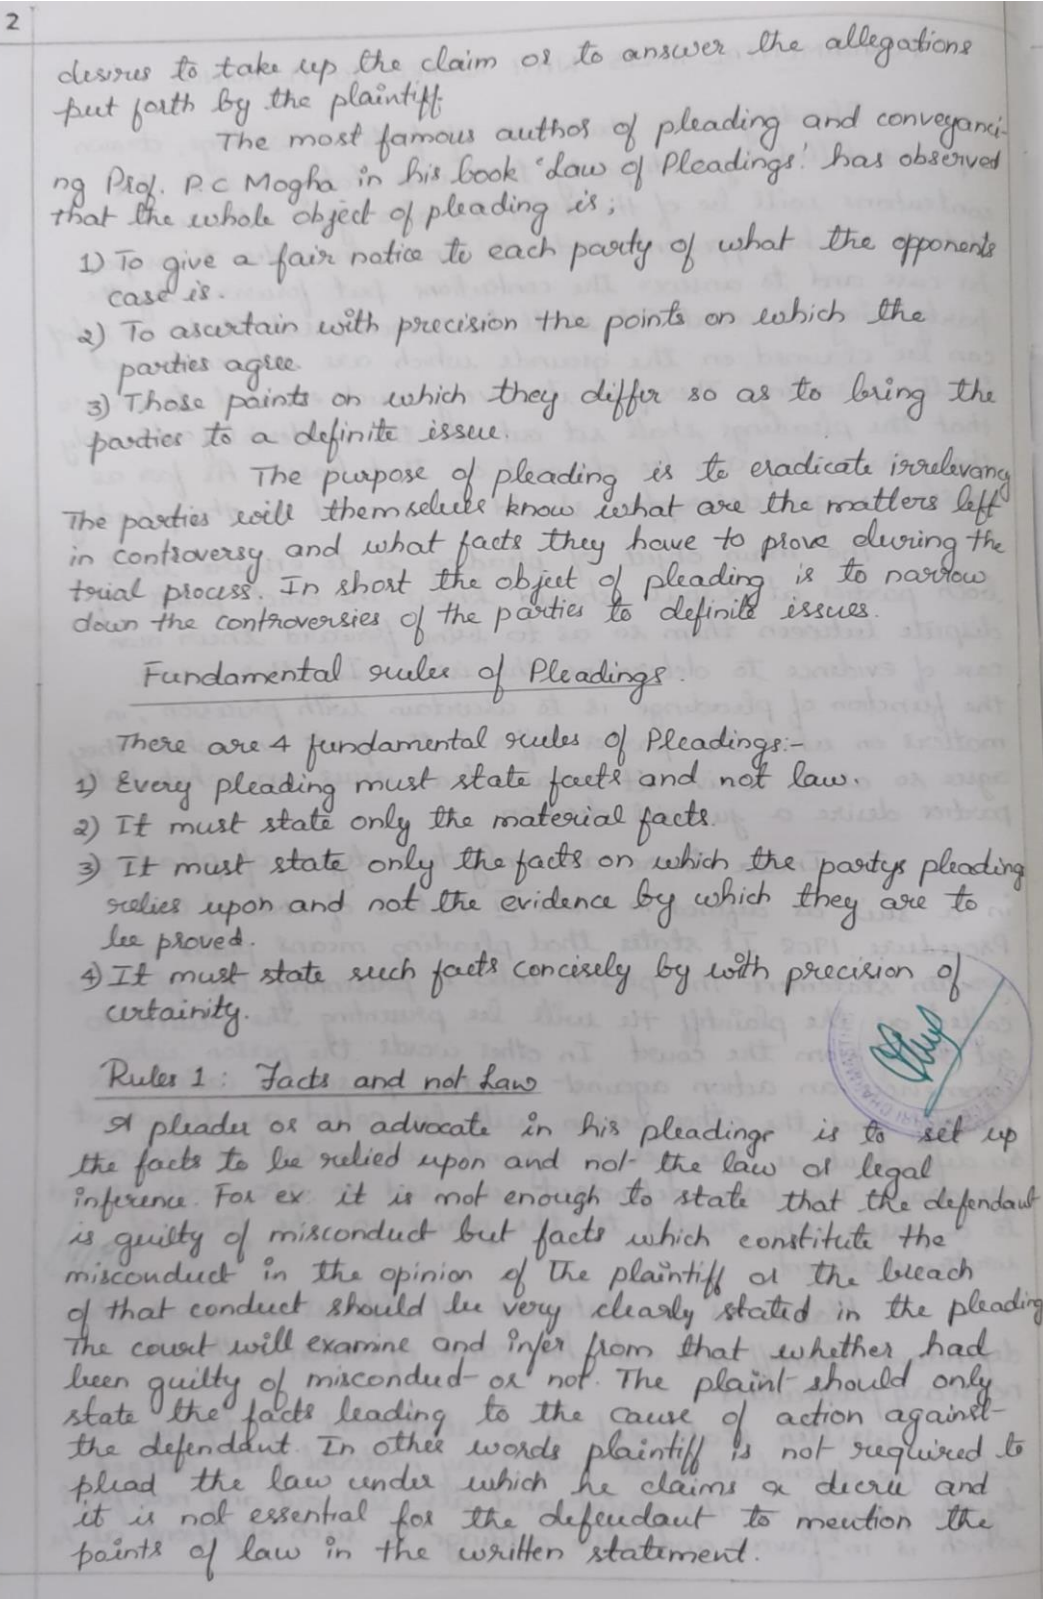 2
desires to take up the claim or to answer the allegations
put forth by the plaintiff.
The most famous author of pleading and conveyanci-
ng Prof. P.C Mogha in his book 'Law of Pleadings' has observed
that the whole object of pleading is;
1) To give a fair notice to each party of what the opponents
case is.
2) To ascertain with precision the points on which the
parties agree.
3) Those points on which they differ so as to bring the
parties to a definite issue.
The purpose of pleading is to eradicate irrelevancy
The parties will themselves know what are the matters left
in controversy and what facts they have to prove during the
trial process. In short the object of pleading is to narrow
down the controversies of the parties to definite issues.
Fundamental rules of Pleadings.
There are 4 fundamental rules of Pleadings:-
1) Every pleading must state facts and not law.
2) It must state only the material facts.
3) It must state only the facts on which the partys pleading
relies upon and not the evidence by which they are to
be proved.
4) It must state such facts concisely by with precision of
certainity.
Rules 1: Facts and not Law
A pleader or an advocate in his pleadings is to set up
the facts to be relied upon and not the law or legal
inference. For ex: it is not enough to state that the defendant
is guilty of misconduct but facts which constitute the
misconduct in the opinion of the plaintiff or the breach
of that conduct should be very clearly stated in the pleading
The court will examine and infer from that whether had
been guilty of misconduct or not. The plaint should only
state the facts leading to the cause of action against
the defendant. In other words plaintiff is not required to
plead the law under which he claims a decree and
it is not essential for the defendant to mention the
points of law in the written statement.